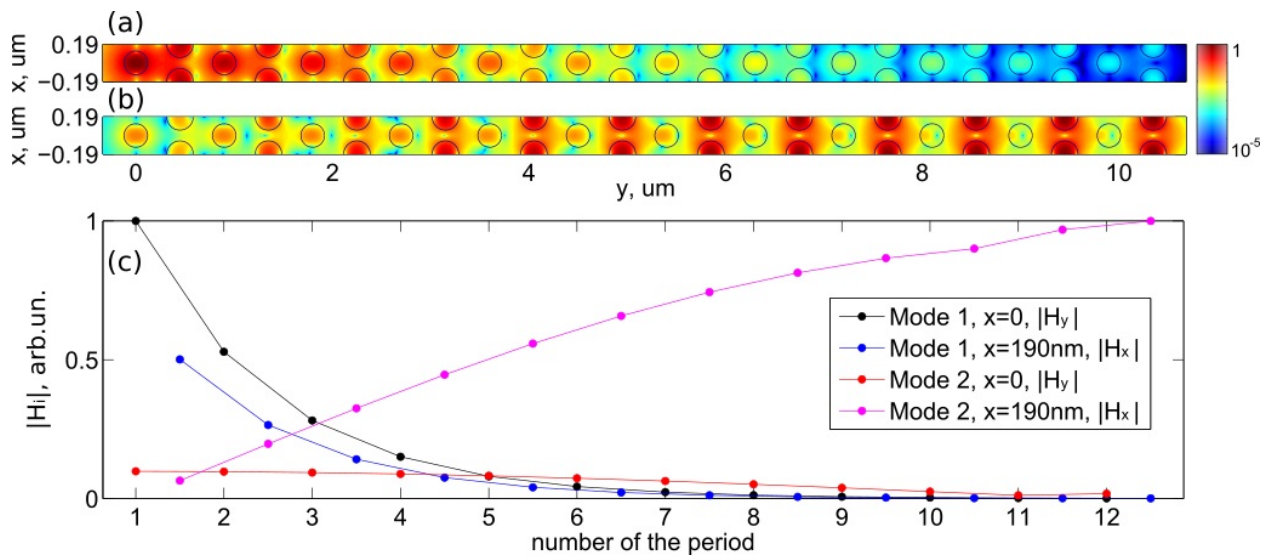 (a)
x, um
0.19
−0.19
1
10⁻⁵
(b)
x, um
0.19
−0.19
0 2 4 6 8 10
y, um
(c)
|Hᵢ|, arb.un.
1
0.5
0
Mode 1, x=0, |Hy|
Mode 1, x=190nm, |Hx|
Mode 2, x=0, |Hy|
Mode 2, x=190nm, |Hx|
1 2 3 4 5 6 7 8 9 10 11 12
number of the period